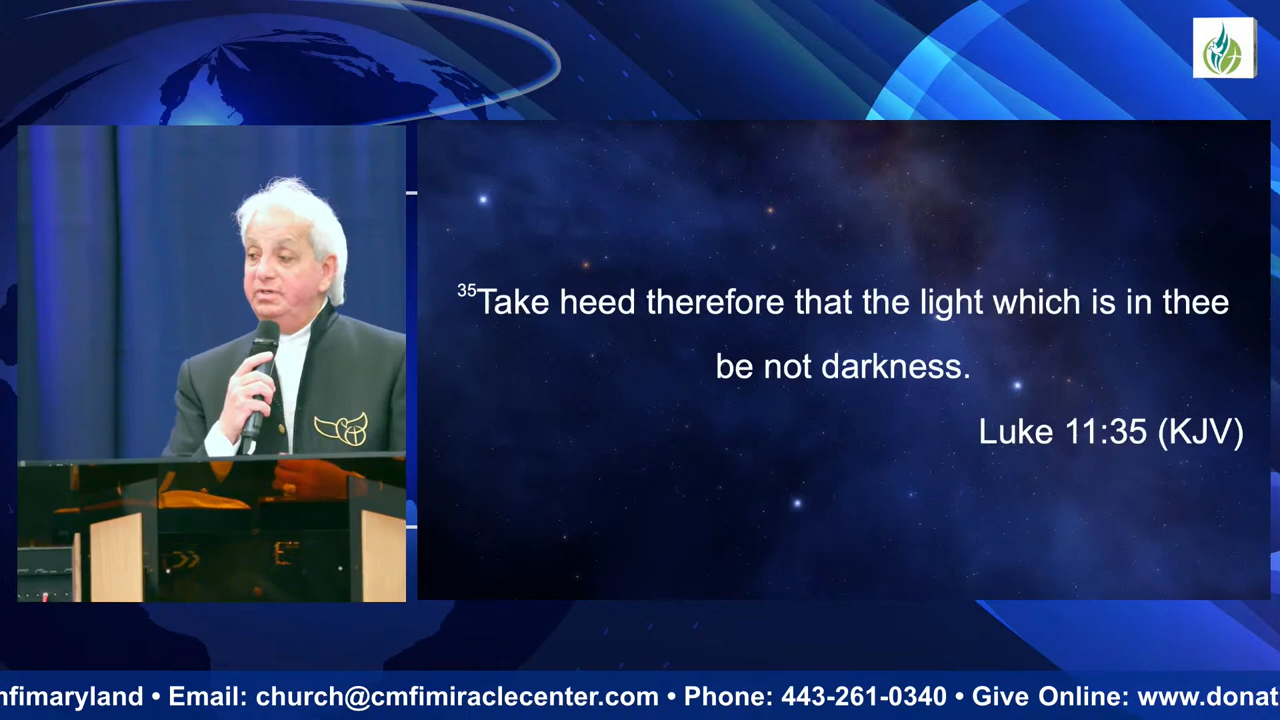 ³⁵Take heed therefore that the light which is in thee
be not darkness.
Luke 11:35 (KJV)
nfimaryland • Email: church@cmfimiraclecenter.com • Phone: 443-261-0340 • Give Online: www.donat